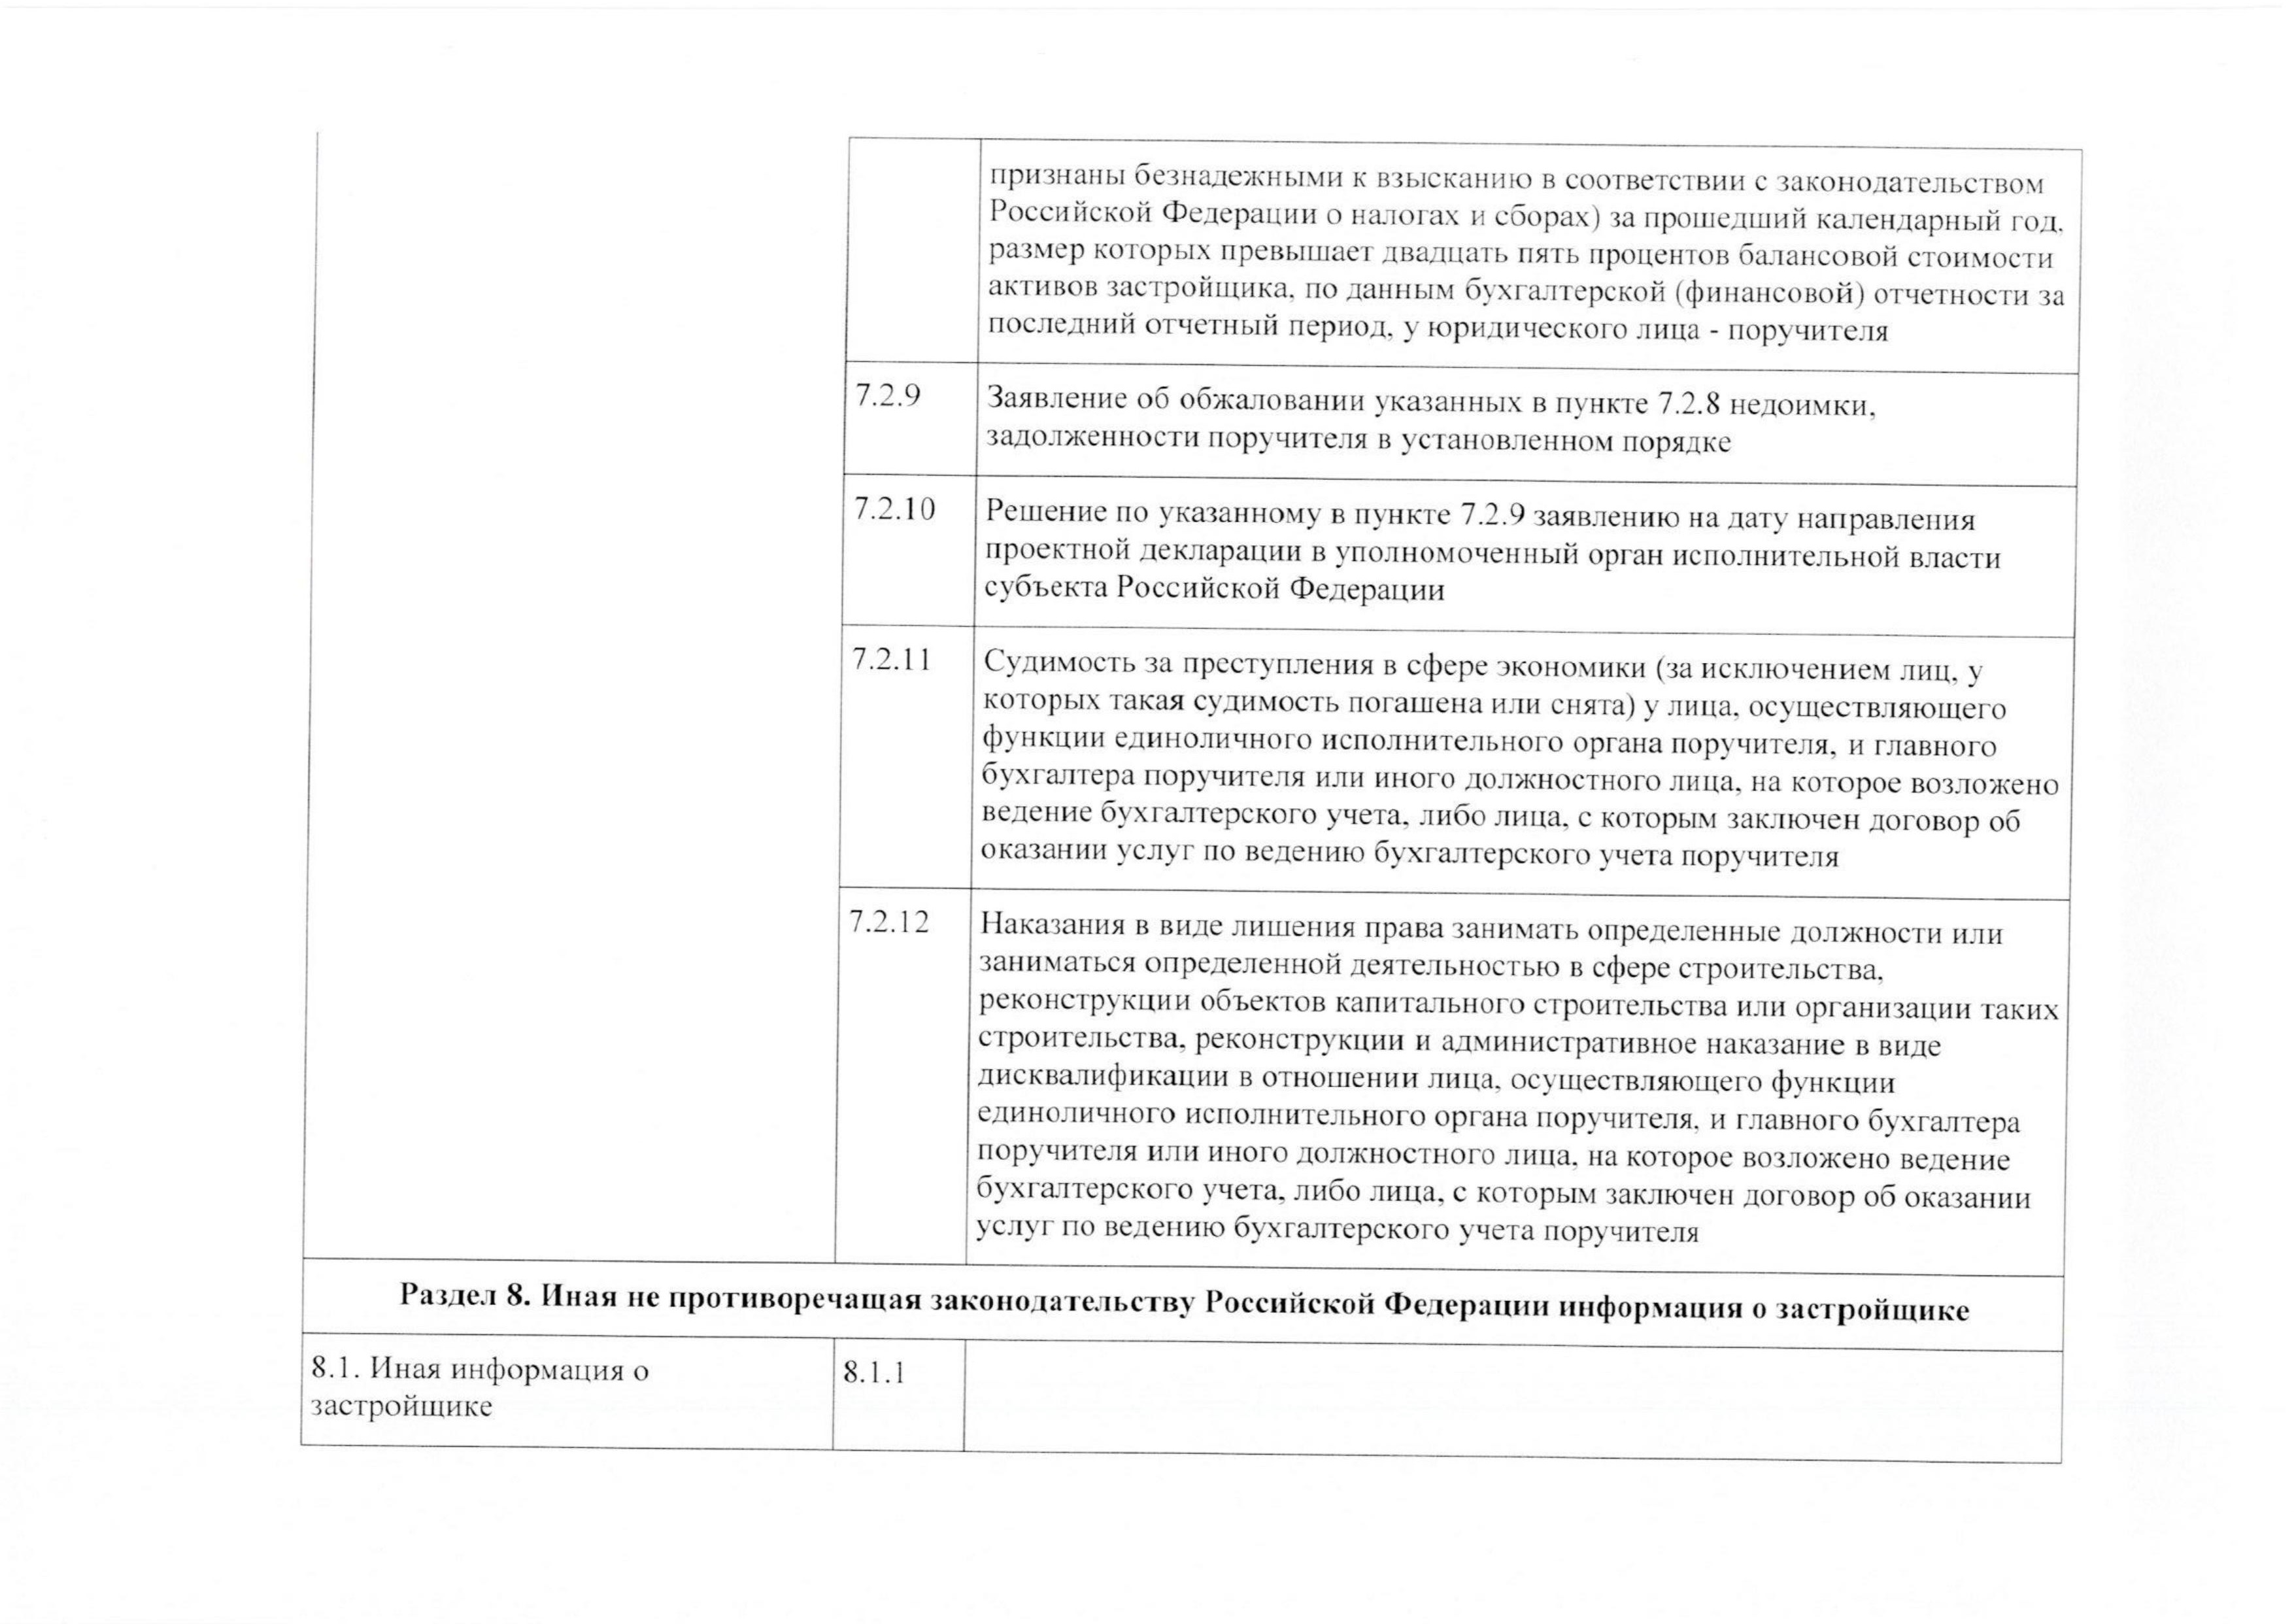 признаны безнадежными к взысканию в соответствии с законодательством
Российской Федерации о налогах и сборах) за прошедший календарный год,
размер которых превышает двадцать пять процентов балансовой стоимости
активов застройщика, по данным бухгалтерской (финансовой) отчетности за
последний отчетный период, у юридического лица - поручителя
7.2.9
Заявление об обжаловании указанных в пункте 7.2.8 недоимки,
задолженности поручителя в установленном порядке
7.2.10
Решение по указанному в пункте 7.2.9 заявлению на дату направления
проектной декларации в уполномоченный орган исполнительной власти
субъекта Российской Федерации
7.2.11
Судимость за преступления в сфере экономики (за исключением лиц, у
которых такая судимость погашена или снята) у лица, осуществляющего
функции единоличного исполнительного органа поручителя, и главного
бухгалтера поручителя или иного должностного лица, на которое возложено
ведение бухгалтерского учета, либо лица, с которым заключен договор об
оказании услуг по ведению бухгалтерского учета поручителя
7.2.12
Наказания в виде лишения права занимать определенные должности или
заниматься определенной деятельностью в сфере строительства,
реконструкции объектов капитального строительства или организации таких
строительства, реконструкции и административное наказание в виде
дисквалификации в отношении лица, осуществляющего функции
единоличного исполнительного органа поручителя, и главного бухгалтера
поручителя или иного должностного лица, на которое возложено ведение
бухгалтерского учета, либо лица, с которым заключен договор об оказании
услуг по ведению бухгалтерского учета поручителя
Раздел 8. Иная не противоречащая законодательству Российской Федерации информация о застройщике
8.1. Иная информация о
застройщике
8.1.1